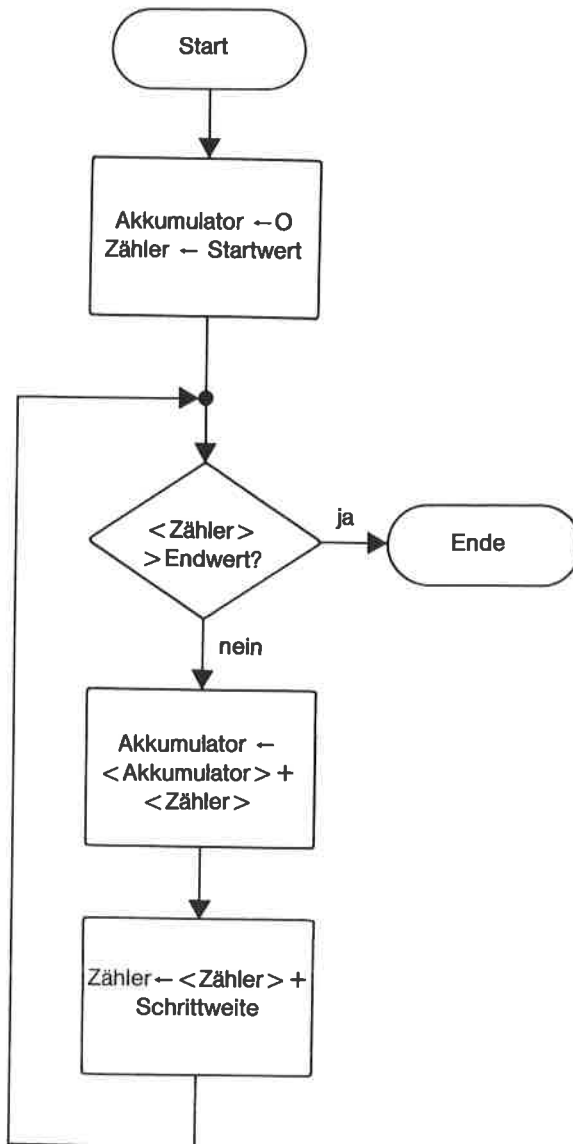 Start
Akkumulator ←O
Zähler ← Startwert
<Zähler>
>Endwert?
ja
Ende
nein
Akkumulator ←
<Akkumulator> +
<Zähler>
Zähler← <Zähler> +
Schrittweite